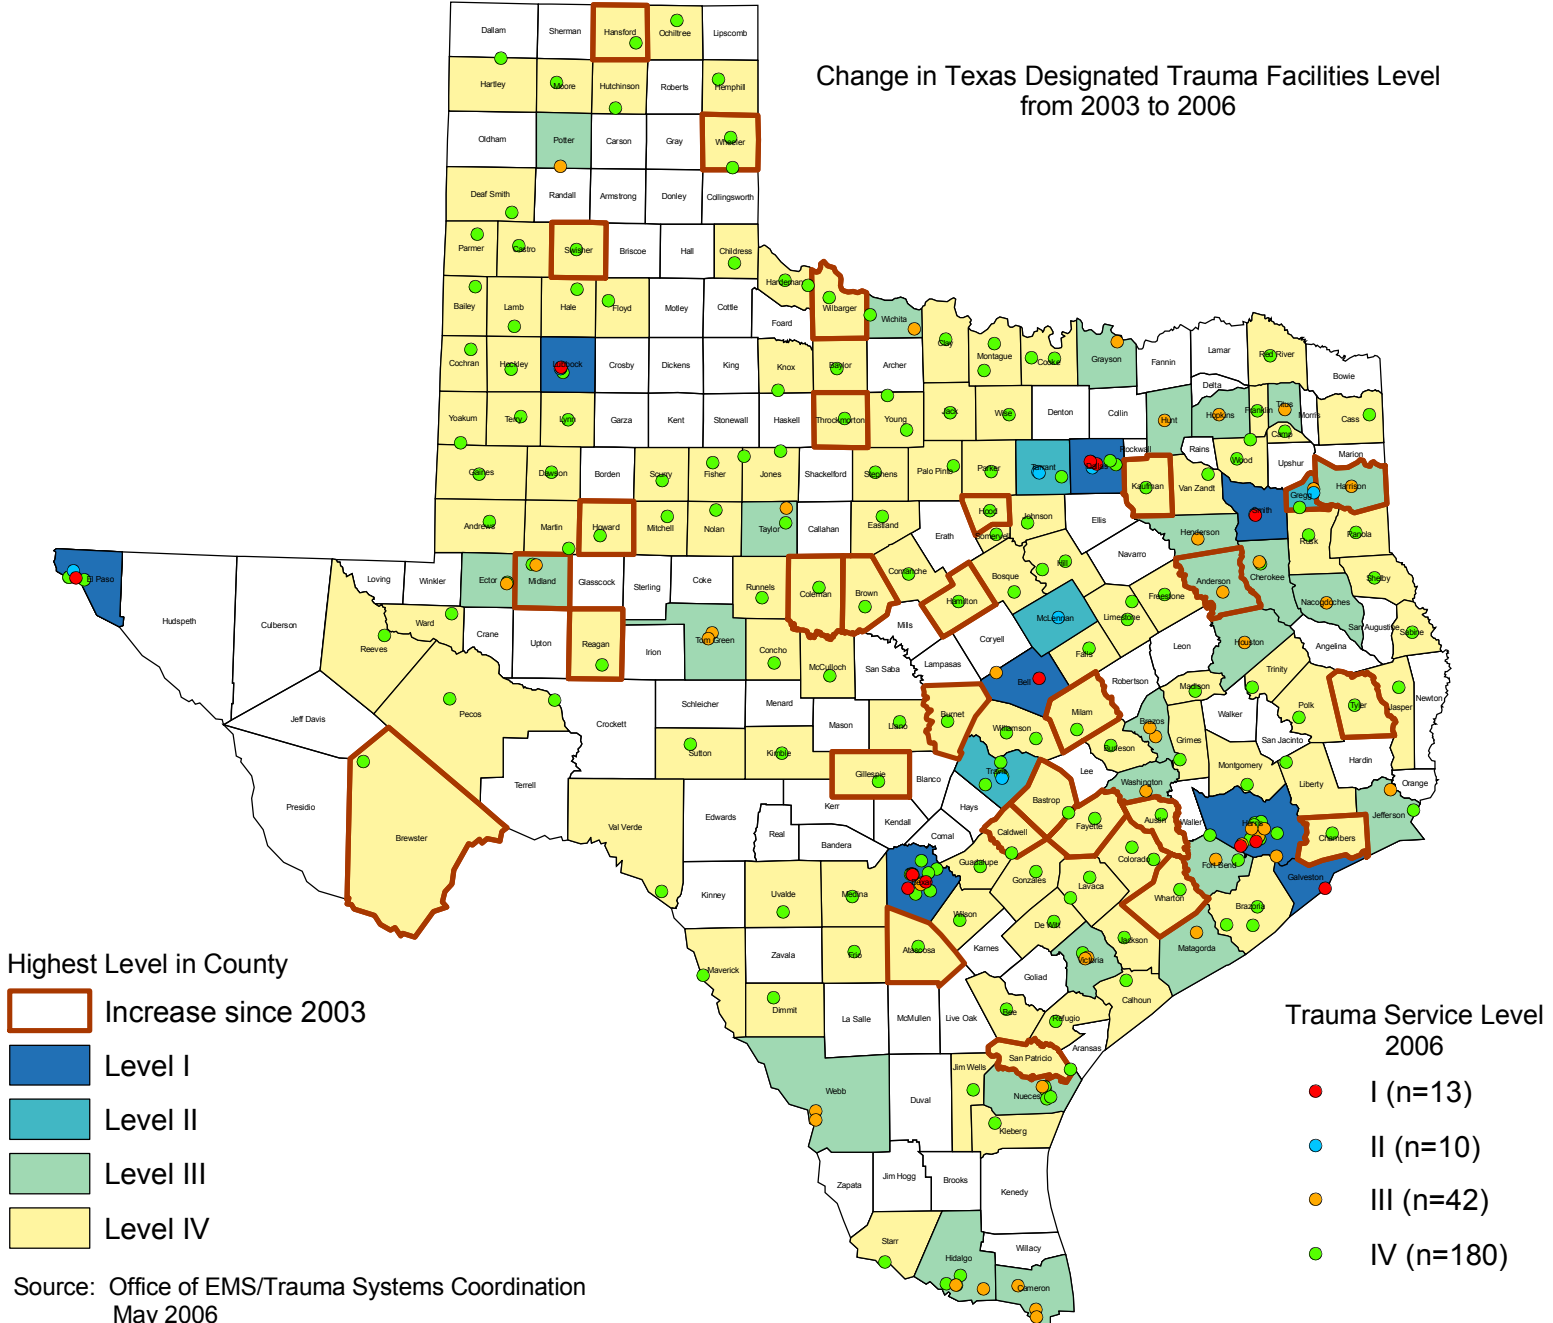 Change in Texas Designated Trauma Facilities Level
from 2003 to 2006
Dallam Sherman Hansford Ochiltree Lipscomb
Hartley Moore Hutchinson Roberts Hemphill
Oldham Potter Carson Gray Wheeler
Deaf Smith Randall Armstrong Donley Collingsworth
Parmer Castro Swisher Briscoe Hall Childress
Hardeman
Bailey Lamb Hale Floyd Motley Cottle Foard Wilbarger Wichita
Cochran Hockley Lubbock Crosby Dickens King Knox Baylor Archer Clay Montague Cooke Grayson Fannin Lamar Red River Bowie
Delta
Yoakum Terry Lynn Garza Kent Stonewall Haskell Throckmorton Young Jack Wise Denton Collin Hunt Hopkins Franklin Titus Morris Cass
Camp
Gaines Dawson Borden Scurry Fisher Jones Shackelford Stephens Palo Pinto Parker Tarrant Dallas Rockwall Rains Wood Upshur Marion
Kaufman Van Zandt Smith Gregg Harrison
Andrews Martin Howard Mitchell Nolan Taylor Callahan Eastland Erath Hood Somervell Johnson Ellis Henderson Rusk Panola
Navarro
El Paso Hudspeth Culberson Loving Winkler Ector Midland Glasscock Sterling Coke Runnels Coleman Brown Comanche Hamilton Bosque Hill Freestone Anderson Cherokee Shelby
Nacogdoches
Reeves Ward Crane Upton Reagan Irion Tom Green Concho McCulloch Mills San Saba Lampasas Coryell McLennan Limestone Falls Leon Houston Angelina San Augustine Sabine
Jeff Davis Pecos Crockett Schleicher Menard Mason Llano Burnet Bell Milam Robertson Madison Trinity Polk Tyler Jasper Newton
Walker San Jacinto
Sutton Kimble Williamson Burleson Brazos Grimes
Presidio Brewster Terrell Val Verde Edwards Gillespie Blanco Travis Lee Washington Montgomery Liberty Hardin Orange
Kerr Real Kendall Hays Bastrop Fayette Austin Waller Harris Chambers Jefferson
Bandera Comal Caldwell
Kinney Uvalde Medina Bexar Guadalupe Gonzales Lavaca Colorado Fort Bend Galveston
Wharton Brazoria
Maverick Zavala Frio Atascosa Wilson Karnes De Witt Jackson Matagorda
Victoria
Goliad
Dimmit La Salle McMullen Live Oak Bee Refugio Calhoun
Aransas
San Patricio
Webb Duval Jim Wells Nueces
Kleberg
Zapata Jim Hogg Brooks Kenedy
Starr Hidalgo Willacy
Cameron
Highest Level in County
Increase since 2003
Level I
Level II
Level III
Level IV
Source: Office of EMS/Trauma Systems Coordination
May 2006
Trauma Service Level
2006
I (n=13)
II (n=10)
III (n=42)
IV (n=180)